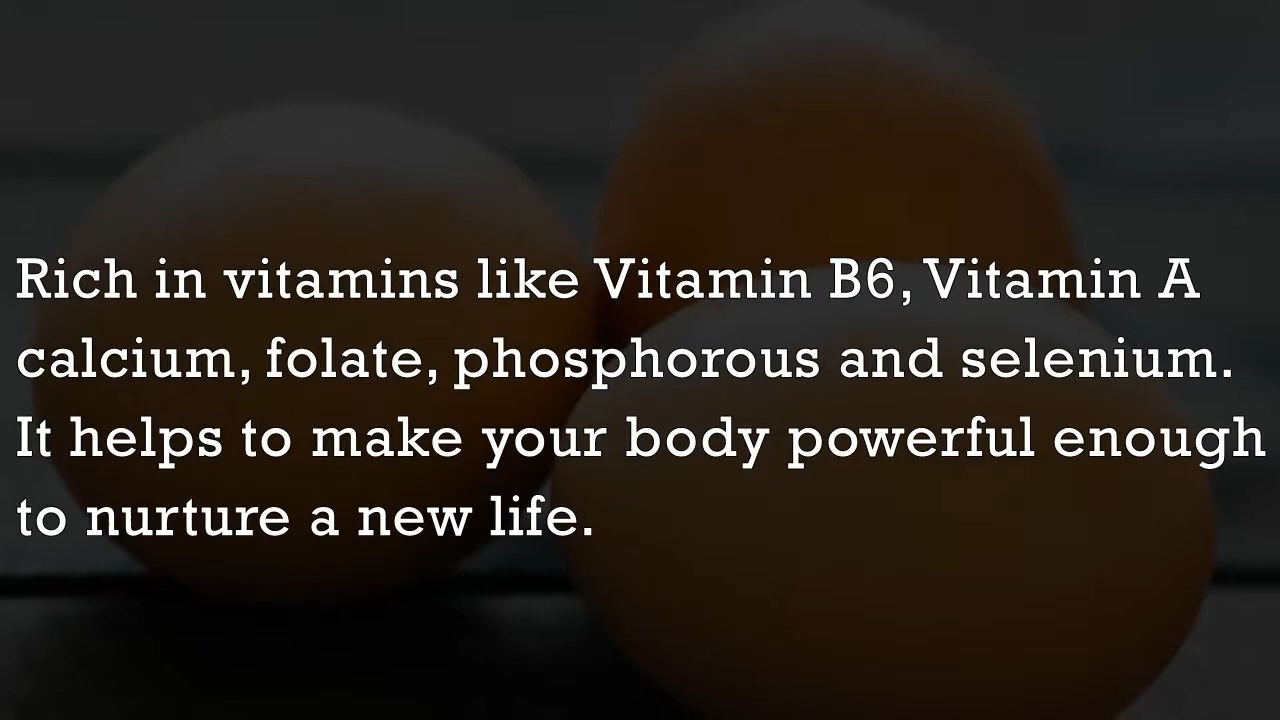 Rich in vitamins like Vitamin B6, Vitamin A
calcium, folate, phosphorous and selenium.
It helps to make your body powerful enough
to nurture a new life.